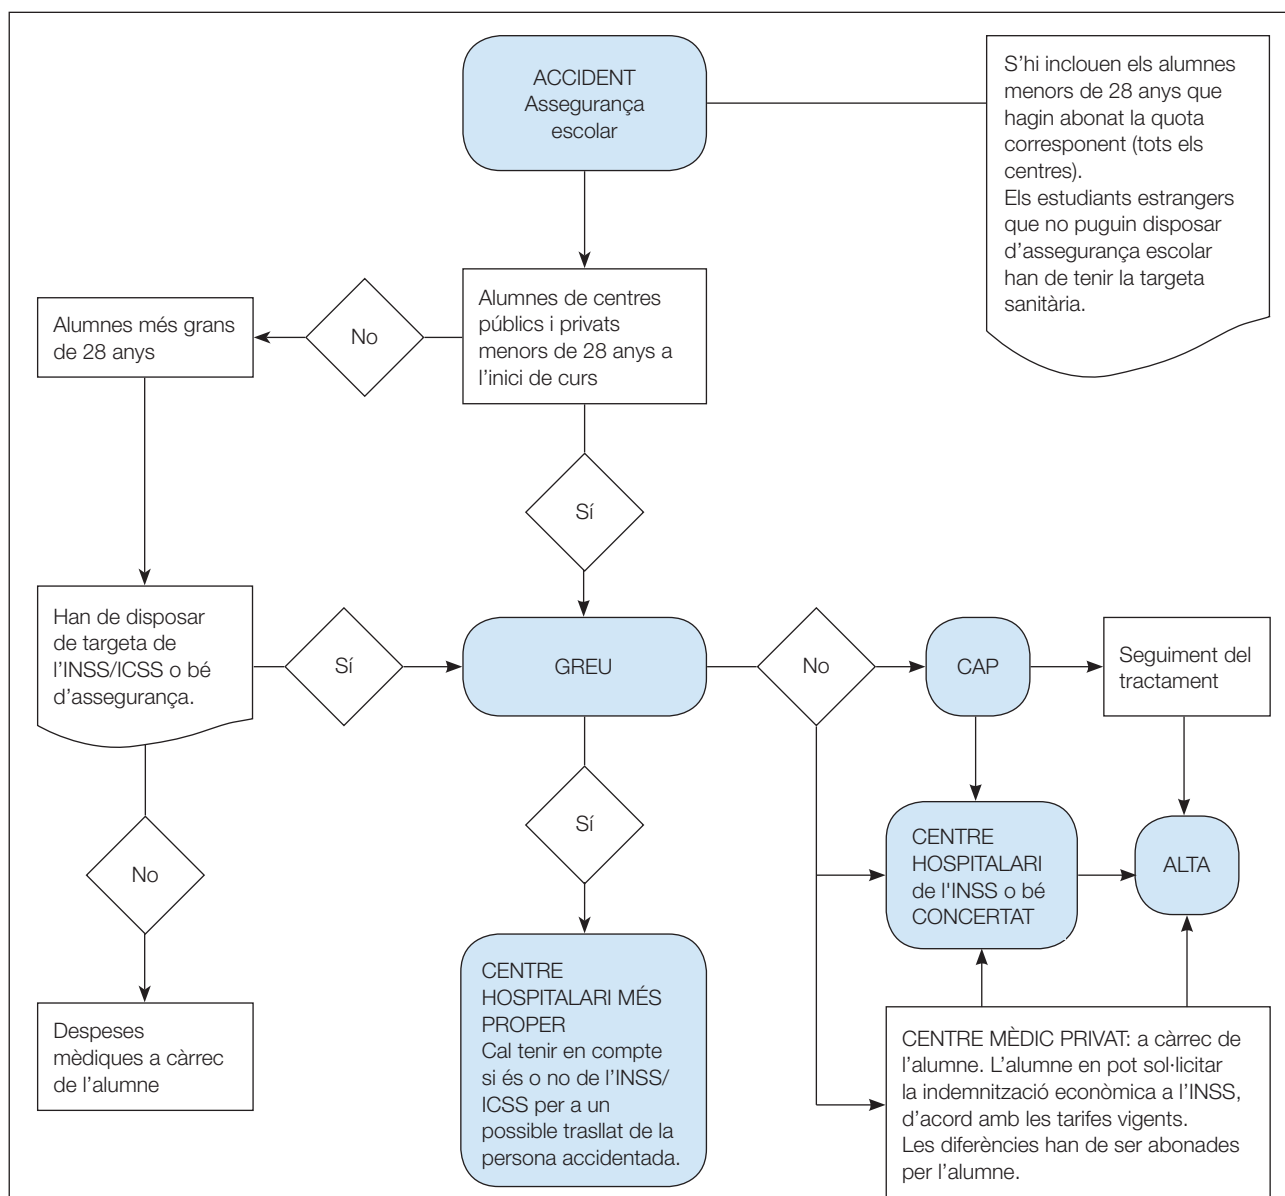 ACCIDENT
Assegurança
escolar
S’hi inclouen els alumnes
menors de 28 anys que
hagin abonat la quota
corresponent (tots els
centres).
Els estudiants estrangers
que no puguin disposar
d’assegurança escolar
han de tenir la targeta
sanitària.
Alumnes més grans
de 28 anys
No
Alumnes de centres
públics i privats
menors de 28 anys a
l’inici de curs
Sí
Han de disposar
de targeta de
l’INSS/ICSS o bé
d’assegurança.
Sí
GREU
No
CAP
Seguiment del
tractament
No
Sí
CENTRE
HOSPITALARI
de l'INSS o bé
CONCERTAT
ALTA
Despeses
mèdiques a càrrec
de l’alumne
CENTRE
HOSPITALARI MÉS
PROPER
Cal tenir en compte
si és o no de l’INSS/
ICSS per a un
possible trasllat de la
persona accidentada.
CENTRE MÈDIC PRIVAT: a càrrec de
l’alumne. L’alumne en pot sol·licitar
la indemnització econòmica a l’INSS,
d’acord amb les tarifes vigents.
Les diferències han de ser abonades
per l’alumne.